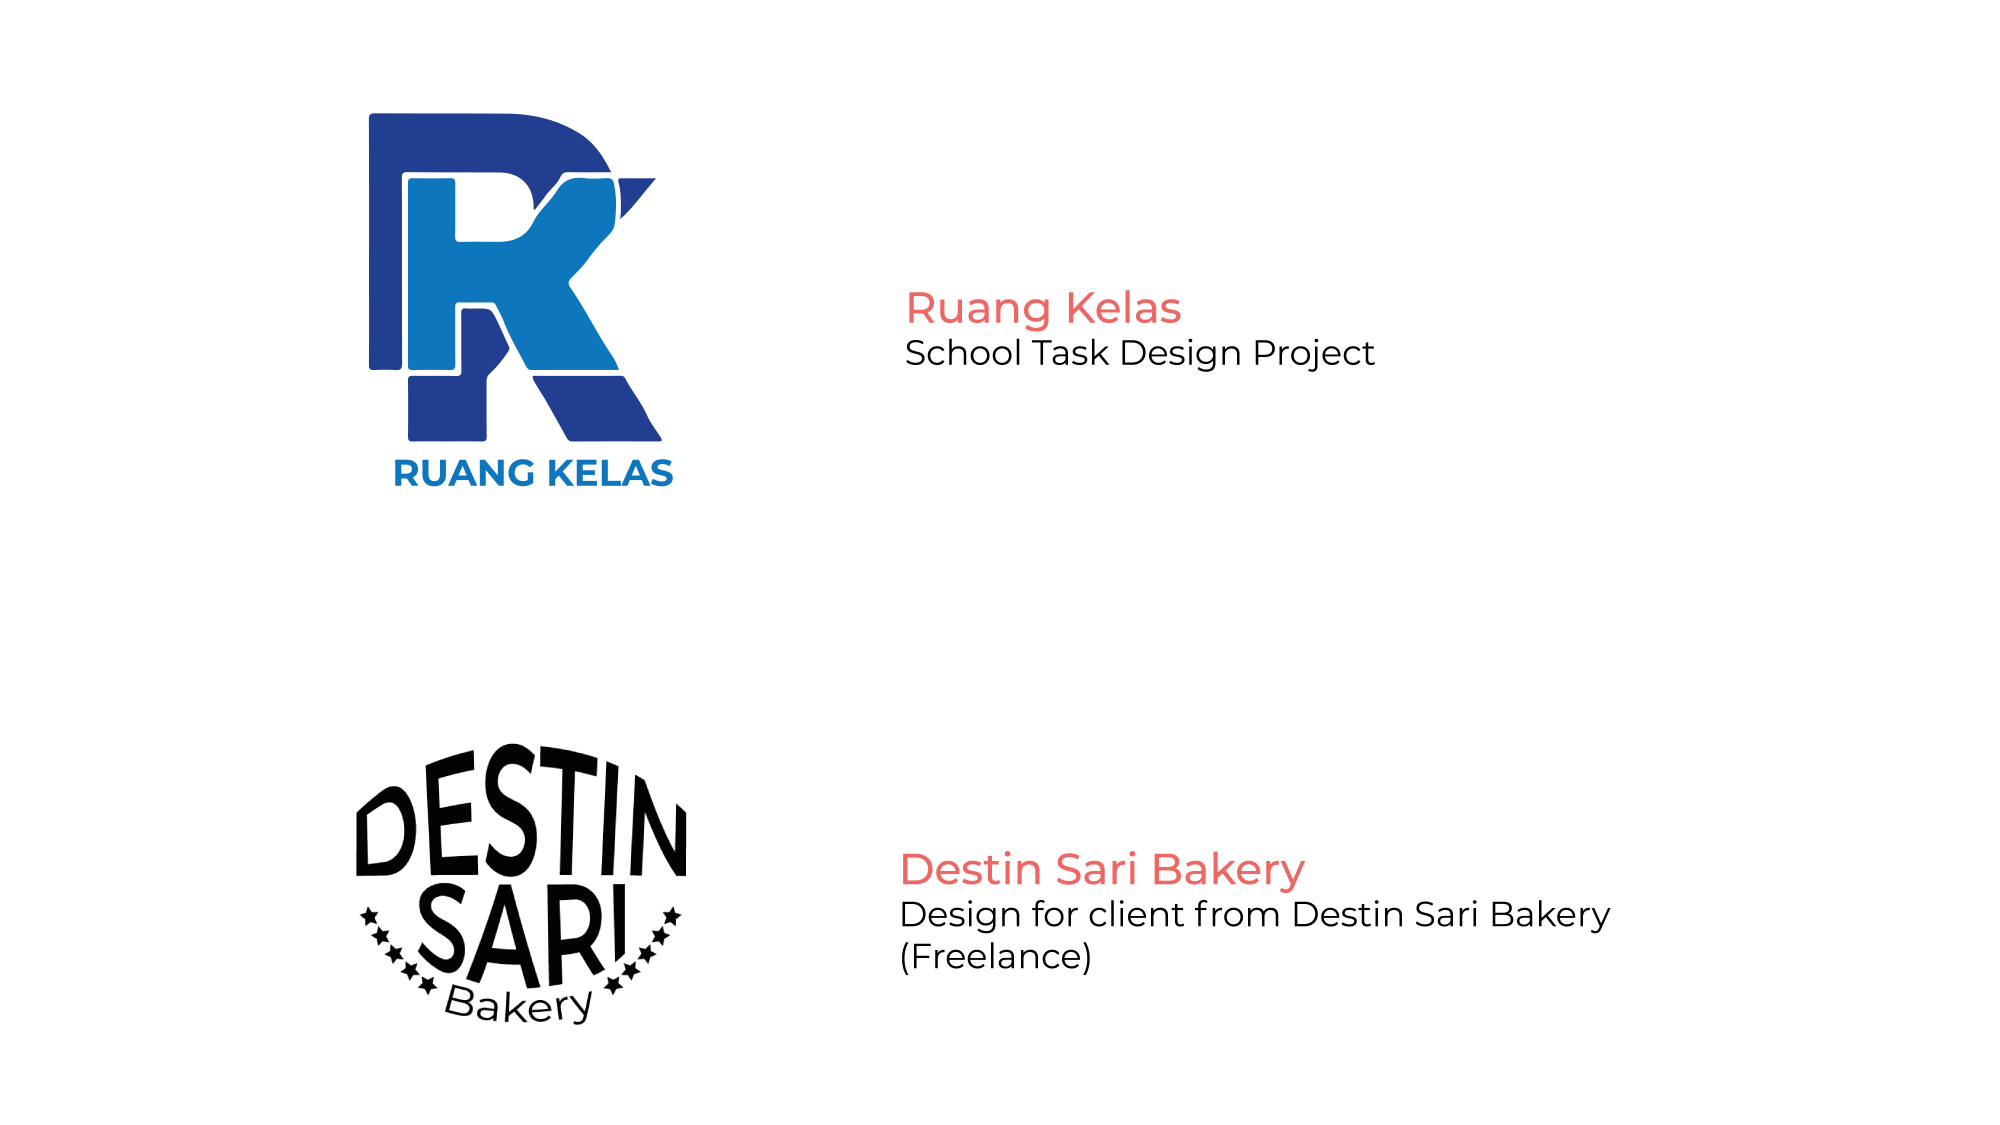 RK
RUANG KELAS
Ruang Kelas
School Task Design Project
DESTIN
SARI
Bakery
Destin Sari Bakery
Design for client from Destin Sari Bakery
(Freelance)